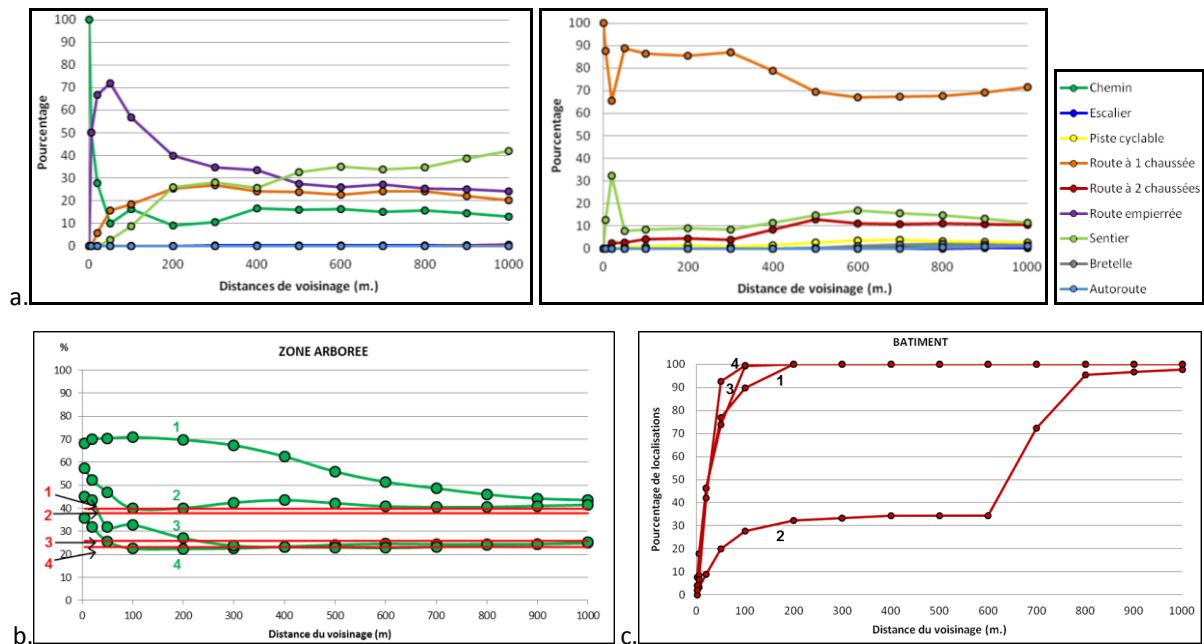 100
90
80
70
60
50
40
30
20
10
0
Pourcentage
0 200 400 600 800 1000
Distances de voisinage (m.)
a.
100
90
80
70
60
50
40
30
20
10
0
Pourcentage
0 200 400 600 800 1000
Distance de voisinage (m.)
Chemin
Escalier
Piste cyclable
Route à 1 chaussée
Route à 2 chaussées
Route empierrée
Sentier
Bretelle
Autoroute
%
ZONE ARBOREE
100
90
80
70
60
50
40
30
20
10
0
1
2
3
4
1
2
3
4
0 100 200 300 400 500 600 700 800 900 1000
Distance du voisinage (m)
b.
BATIMENT
100
90
80
70
60
50
40
30
20
10
0
Pourcentage de localisations
4
3
1
2
0 100 200 300 400 500 600 700 800 900 1000
Distance du voisinage (m.)
c.